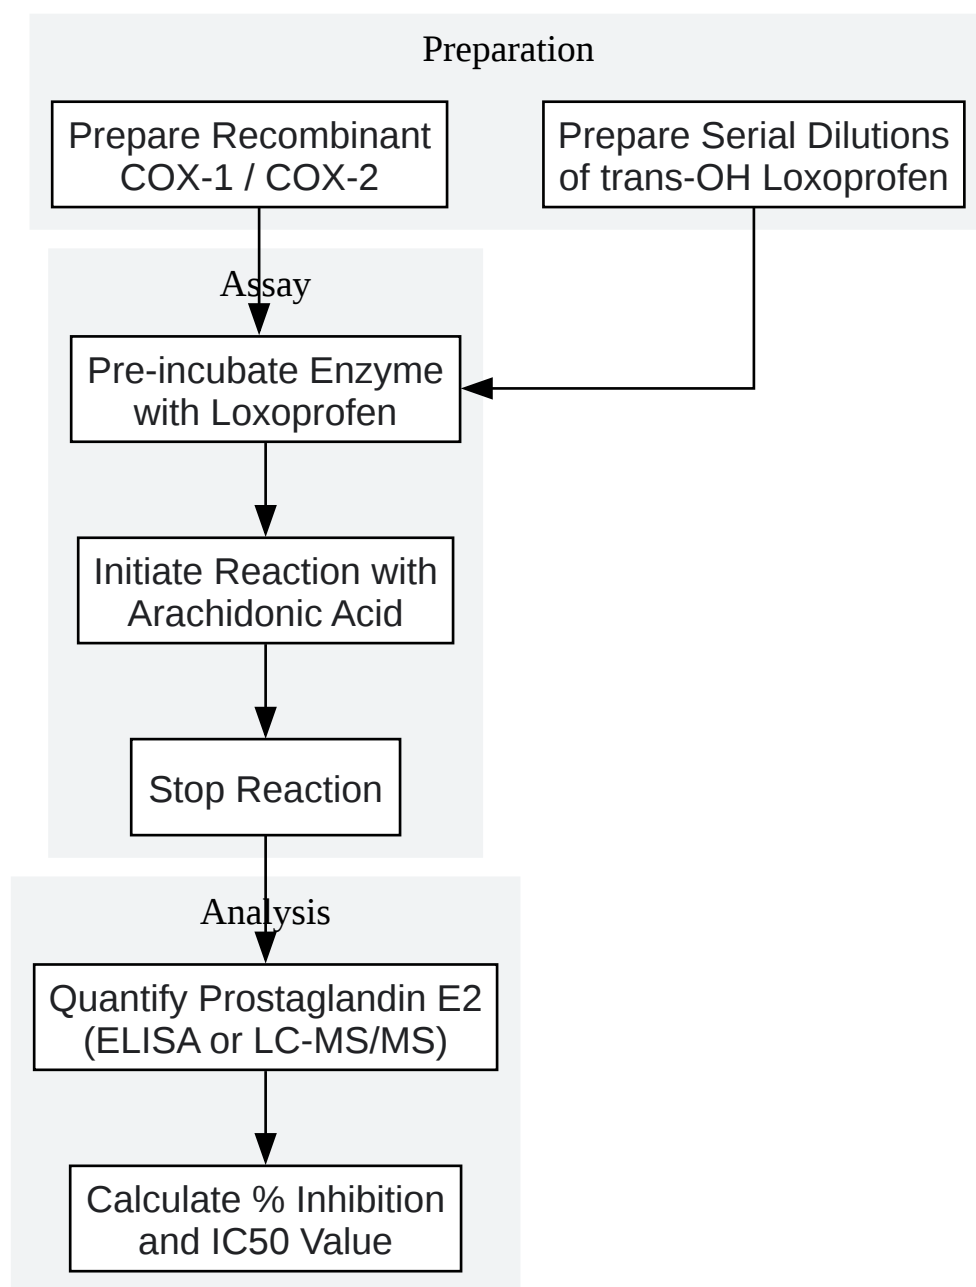 Preparation
Prepare Recombinant
COX-1 / COX-2
Prepare Serial Dilutions
of trans-OH Loxoprofen
Assay
Pre-incubate Enzyme
with Loxoprofen
Initiate Reaction with
Arachidonic Acid
Stop Reaction
Analysis
Quantify Prostaglandin E2
(ELISA or LC-MS/MS)
Calculate % Inhibition
and IC50 Value